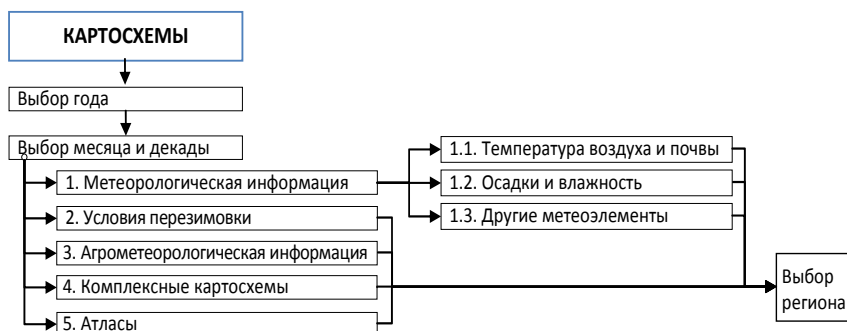 КАРТОСХЕМЫ
Выбор года
Выбор месяца и декады
1. Метеорологическая информация
2. Условия перезимовки
3. Агрометеорологическая информация
4. Комплексные картосхемы
5. Атласы
1.1. Температура воздуха и почвы
1.2. Осадки и влажность
1.3. Другие метеоэлементы
Выбор
региона